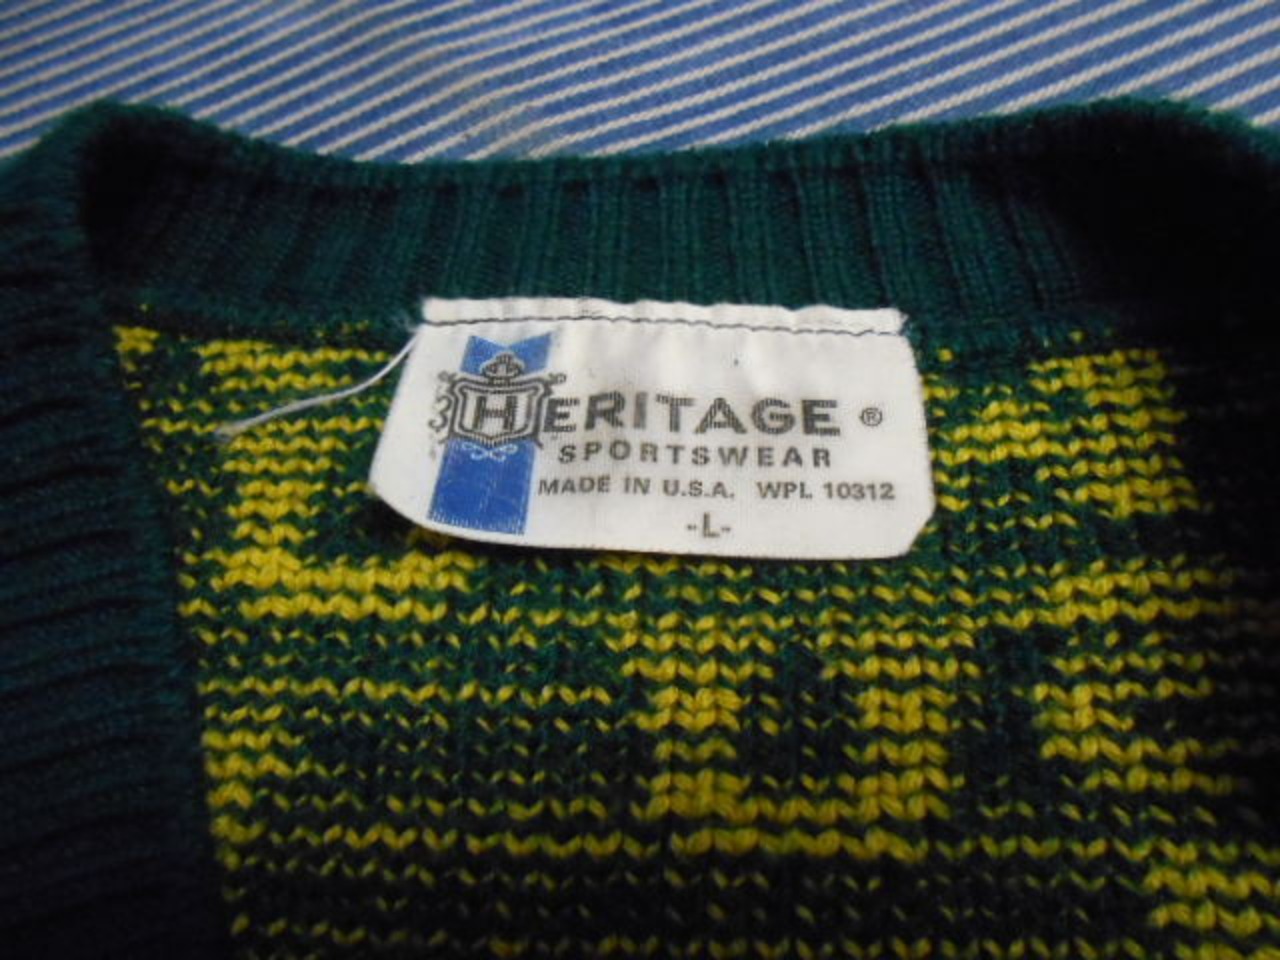 HERITAGE ®
SPORTSWEAR
MADE IN U.S.A. WPL 10312
-L-